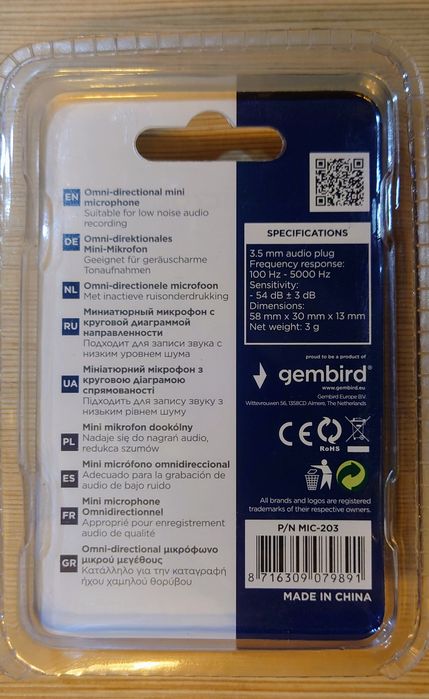 EN
Omni-directional mini
microphone
Suitable for low noise audio
recording
DE
Omni-direktionales
Mini-Mikrofon
Geeignet für geräuscharme
Tonaufnahmen
NL
Omni-directionele microfoon
Met inactieve ruisonderdrukking
RU
Миниатюрный микрофон с
круговой диаграммой
направленности
Подходит для записи звука с
низким уровнем шума
UA
Мініатюрний мікрофон з
круговою діаграмою
спрямованості
Підходить для запису звуку з
низьким рівнем шуму
PL
Mini mikrofon dookólny
Nadaje się do nagrań audio,
redukca szumów
ES
Mini micrófono omnidireccional
Adecuado para la grabación de
audio de bajo ruido
FR
Mini microphone
Omnidirectionnel
Approprié pour enregistrement
audio de qualité
GR
Omni-directional μικρόφωνο
μικρού μεγέθους
Κατάλληλο για την καταγραφή
ήχου χαμηλού θορύβου
SPECIFICATIONS
3.5 mm audio plug
Frequency response:
100 Hz - 5000 Hz
Sensitivity:
- 54 dB ± 3 dB
Dimensions:
58 mm x 30 mm x 13 mm
Net weight: 3 g
proud to be a product of
gembird®
www.gembird.eu
Gembird Europe B.V.
Wittevrouwen 56, 1358CD Almere, The Netherlands
CE
RoHS
All brands and logos are registered
trademarks of their respective owners.
P/N MIC-203
8 716309 079891
MADE IN CHINA